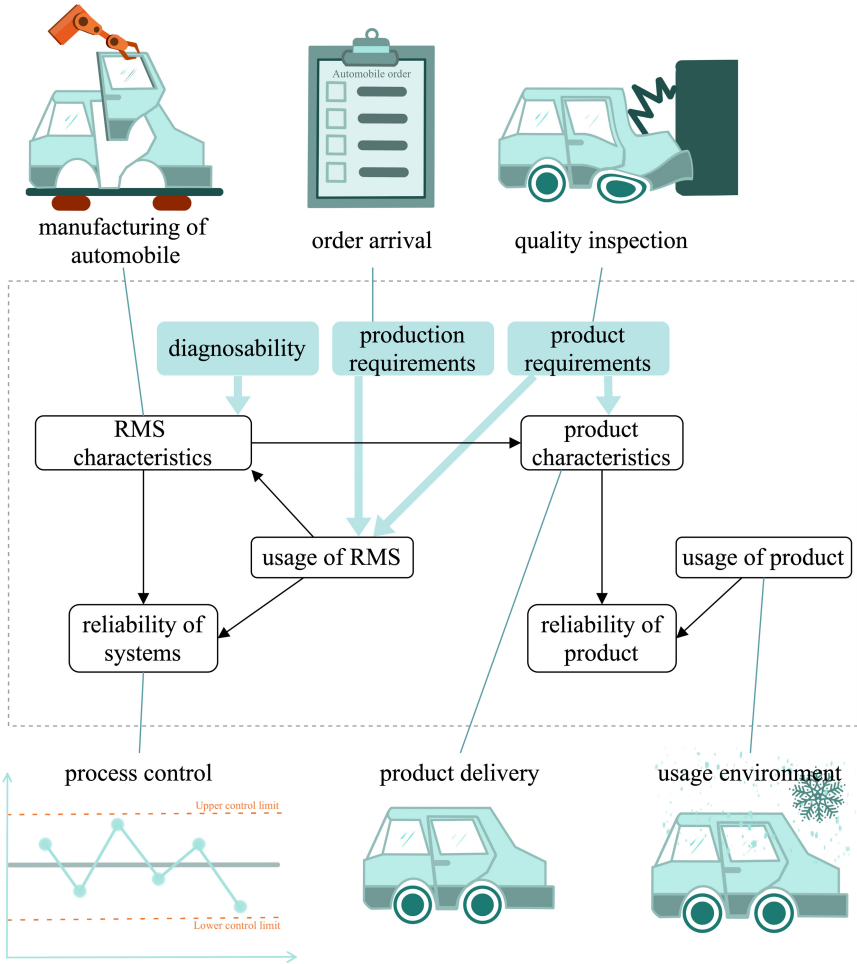 Automobile order
manufacturing of
automobile
order arrival
quality inspection
diagnosability
production
requirements
product
requirements
RMS
characteristics
product
characteristics
usage of RMS
usage of product
reliability of
systems
reliability of
product
process control
product delivery
usage environment
Upper control limit
Lower control limit